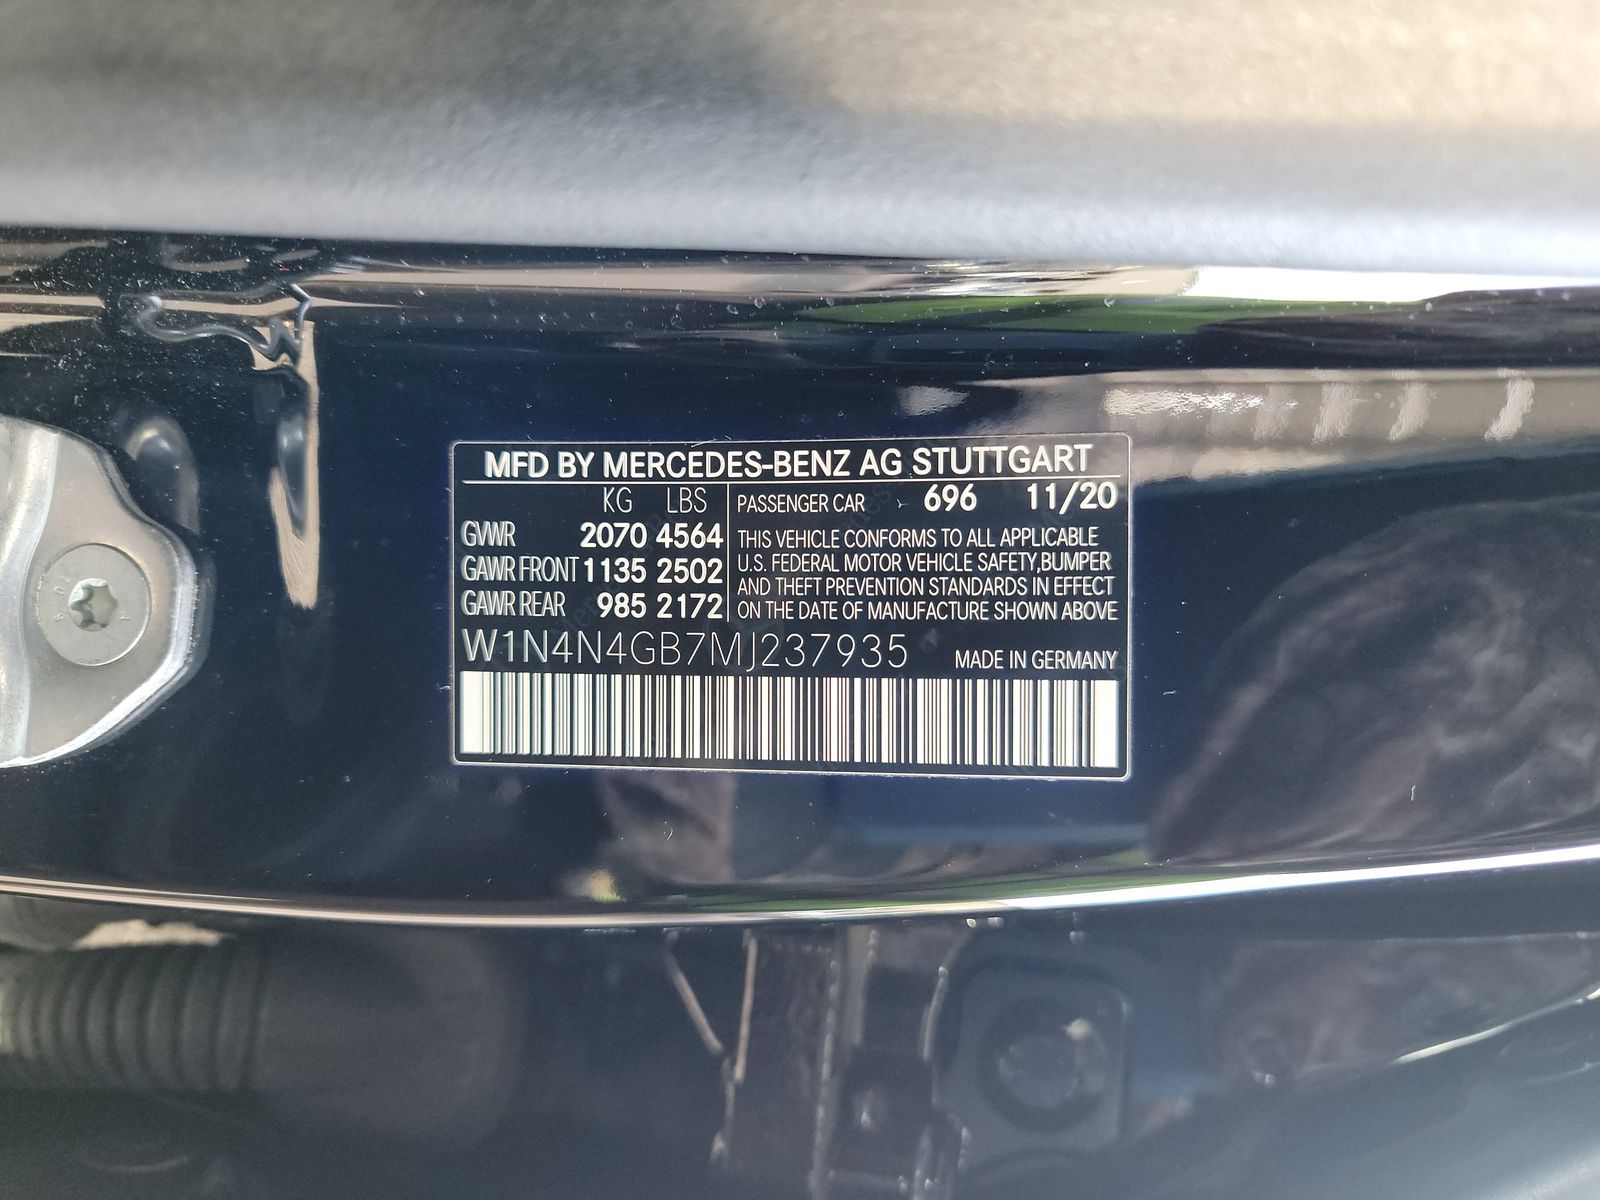 MFD BY MERCEDES-BENZ AG STUTTGART
KG LBS
GVWR 2070 4564
GAWR FRONT 1135 2502
GAWR REAR 985 2172
PASSENGER CAR 696 11/20
THIS VEHICLE CONFORMS TO ALL APPLICABLE
U.S. FEDERAL MOTOR VEHICLE SAFETY,BUMPER
AND THEFT PREVENTION STANDARDS IN EFFECT
ON THE DATE OF MANUFACTURE SHOWN ABOVE
W1N4N4GB7MJ237935
MADE IN GERMANY